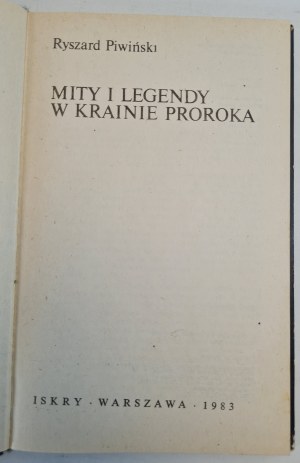 Ryszard Piwiński
MITY I LEGENDY
W KRAINIE PROROKA
ISKRY · WARSZAWA · 1983